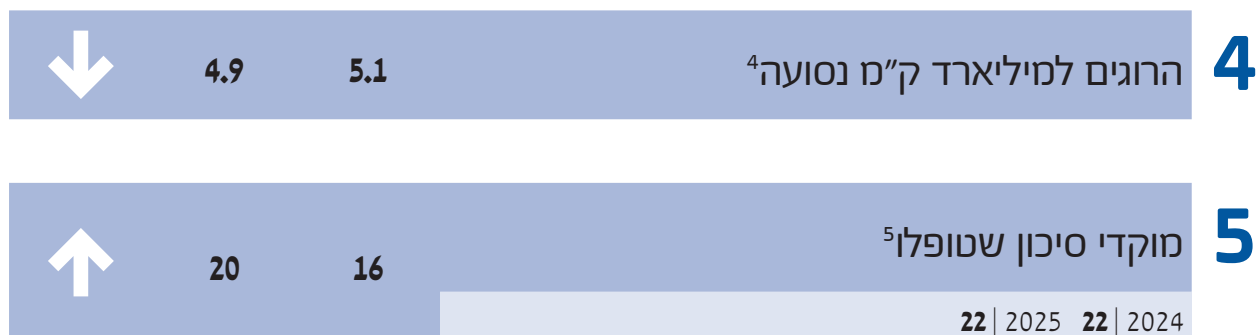 4 הרוגים למיליארד ק״מ נסועה⁴ 5.1 4.9
5 מוקדי סיכון שטופלו⁵ 16 20
2024 | 22 2025 | 22